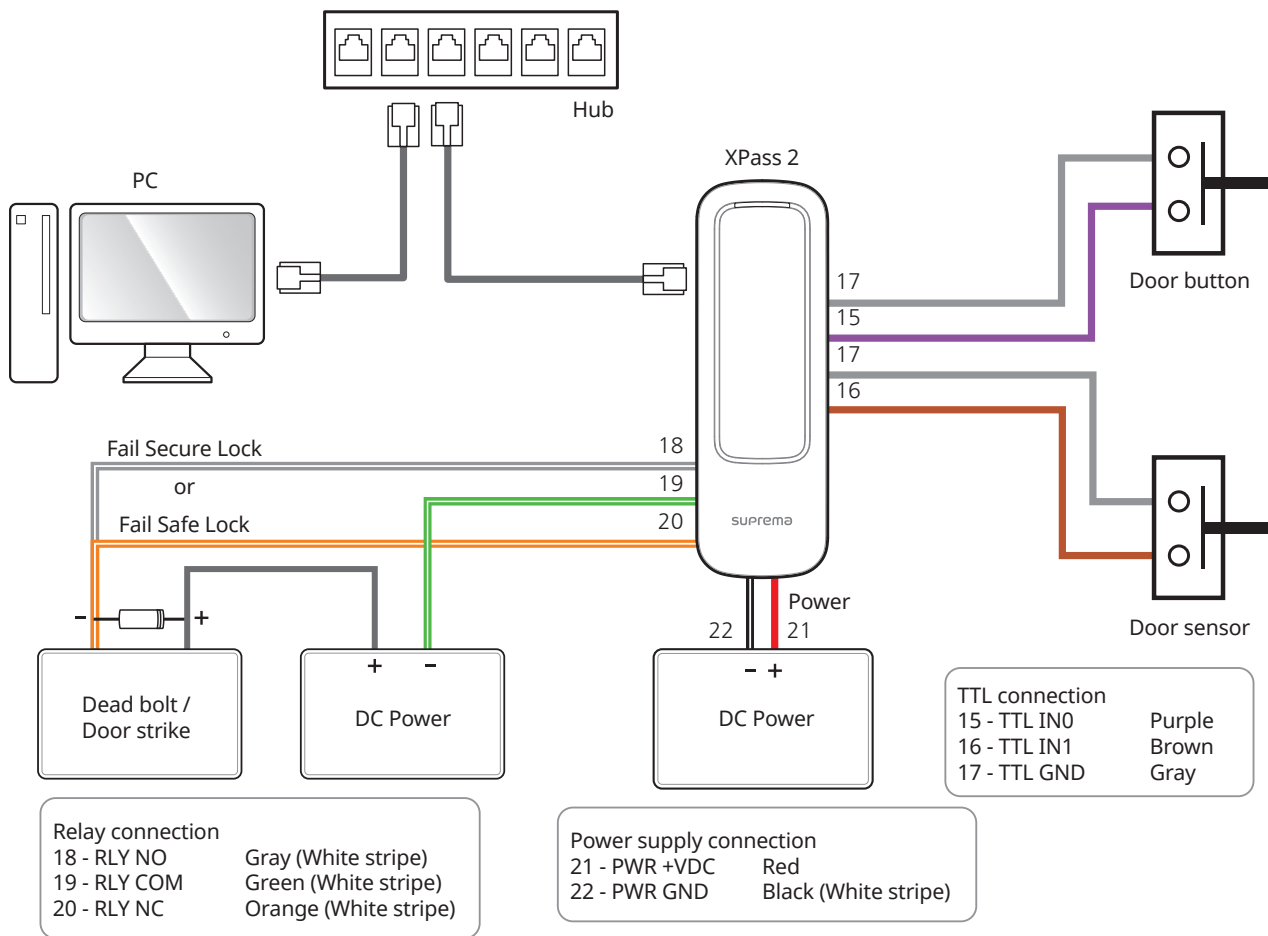 Hub
XPass 2
PC
Door button
17
15
17
16
Fail Secure Lock
18
or
19
Fail Safe Lock
20
suprema
Power
22
21
Door sensor
- +
+ -
- +
Dead bolt /
Door strike
DC Power
DC Power
TTL connection
15 - TTL IN0 Purple
16 - TTL IN1 Brown
17 - TTL GND Gray
Relay connection
18 - RLY NO Gray (White stripe)
19 - RLY COM Green (White stripe)
20 - RLY NC Orange (White stripe)
Power supply connection
21 - PWR +VDC Red
22 - PWR GND Black (White stripe)